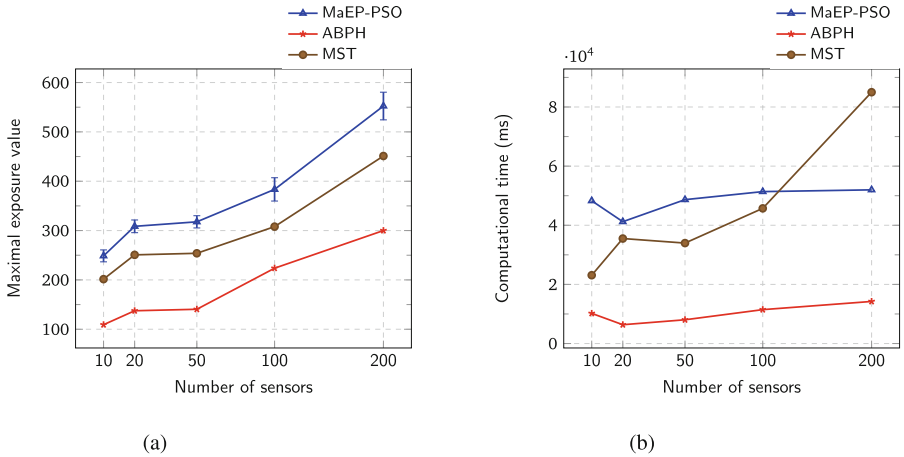 MaEP-PSO
ABPH
MST
600
500
400
300
200
100
10 20 50 100 200
Maximal exposure value
Number of sensors
(a)
MaEP-PSO
ABPH
MST
·10⁴
8
6
4
2
0
10 20 50 100 200
Computational time (ms)
Number of sensors
(b)